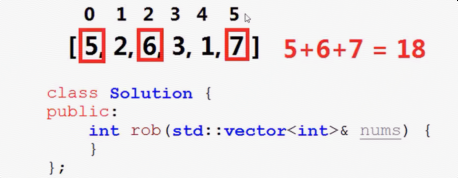 0 1 2 3 4 5
[ 5, 2, 6, 3, 1, 7 ] 5+6+7 = 18
class Solution {
public:
int rob(std::vector<int>& nums) {
}
};